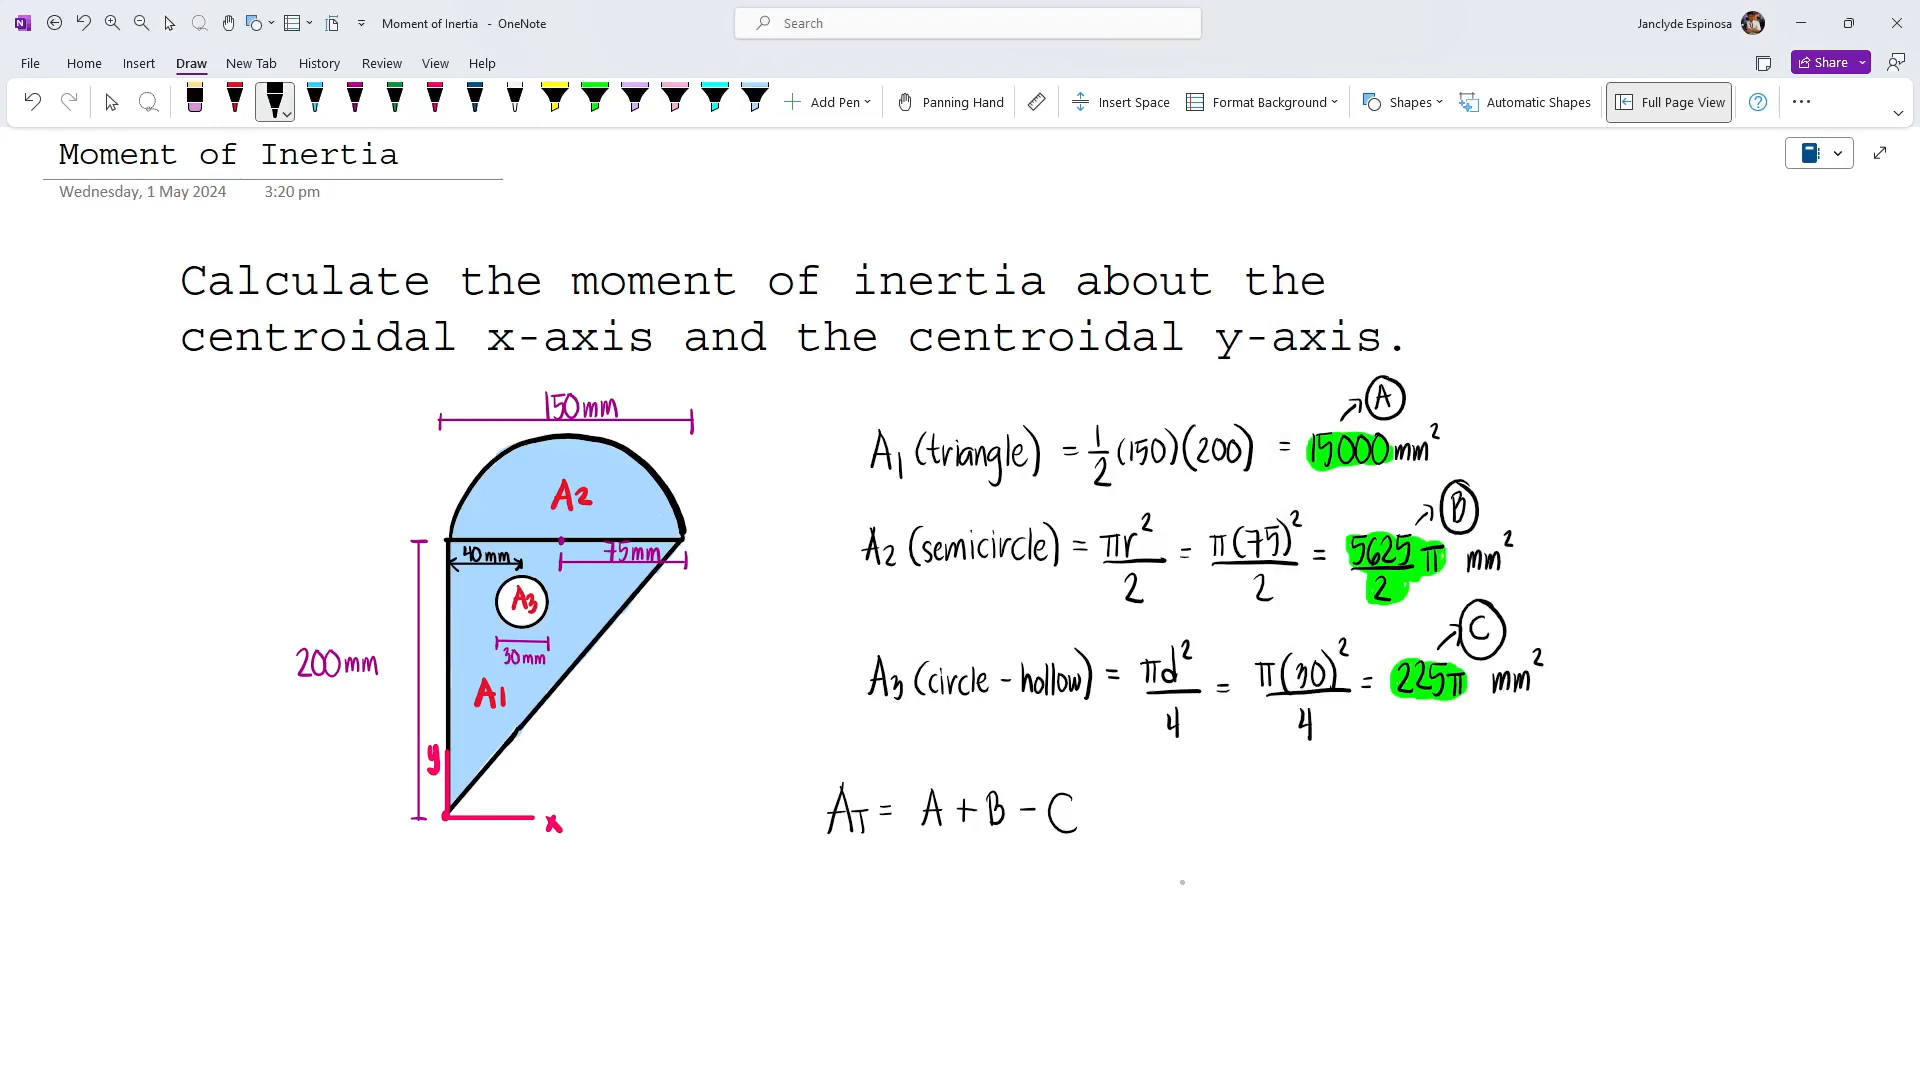 Moment of Inertia - OneNote
Search
Janclyde Espinosa
File Home Insert Draw New Tab History Review View Help
Share
Add Pen Panning Hand Insert Space Format Background Shapes Automatic Shapes Full Page View
Moment of Inertia
Wednesday, 1 May 2024 3:20 pm
Calculate the moment of inertia about the
centroidal x-axis and the centroidal y-axis.
150mm
A2
40mm
75mm
A3
30mm
200mm
A1
y
x
A
A₁ (triangle) = 1/2 (150)(200) = 15000 mm²
B
A₂ (semicircle) = πr²/2 = π(75)²/2 = 5625/2 π mm²
C
A₃ (circle - hollow) = πd²/4 = π(30)²/4 = 225π mm²
A_T = A + B - C